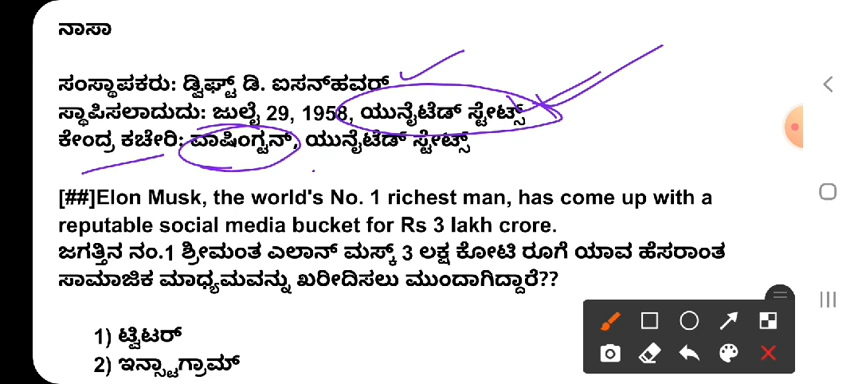 ನಾಸಾ
ಸಂಸ್ಥಾಪಕರು: ಡ್ವಿಘ್ಟ್ ಡಿ. ಐಸನ್‌ಹವರ್
ಸ್ಥಾಪಿಸಲಾದುದು: ಜುಲೈ 29, 1958, ಯುನೈಟೆಡ್ ಸ್ಟೇಟ್ಸ್
ಕೇಂದ್ರ ಕಚೇರಿ: ವಾಷಿಂಗ್ಟನ್, ಯುನೈಟೆಡ್ ಸ್ಟೇಟ್ಸ್
[##]Elon Musk, the world's No. 1 richest man, has come up with a
reputable social media bucket for Rs 3 lakh crore.
ಜಗತ್ತಿನ ನಂ.1 ಶ್ರೀಮಂತ ಎಲಾನ್ ಮಸ್ಕ್ 3 ಲಕ್ಷ ಕೋಟಿ ರೂಗೆ ಯಾವ ಹೆಸರಾಂತ
ಸಾಮಾಜಿಕ ಮಾಧ್ಯಮವನ್ನು ಖರೀದಿಸಲು ಮುಂದಾಗಿದ್ದಾರೆ??
1) ಟ್ವಿಟರ್
2) ಇನ್ಸ್ಟಾಗ್ರಾಮ್